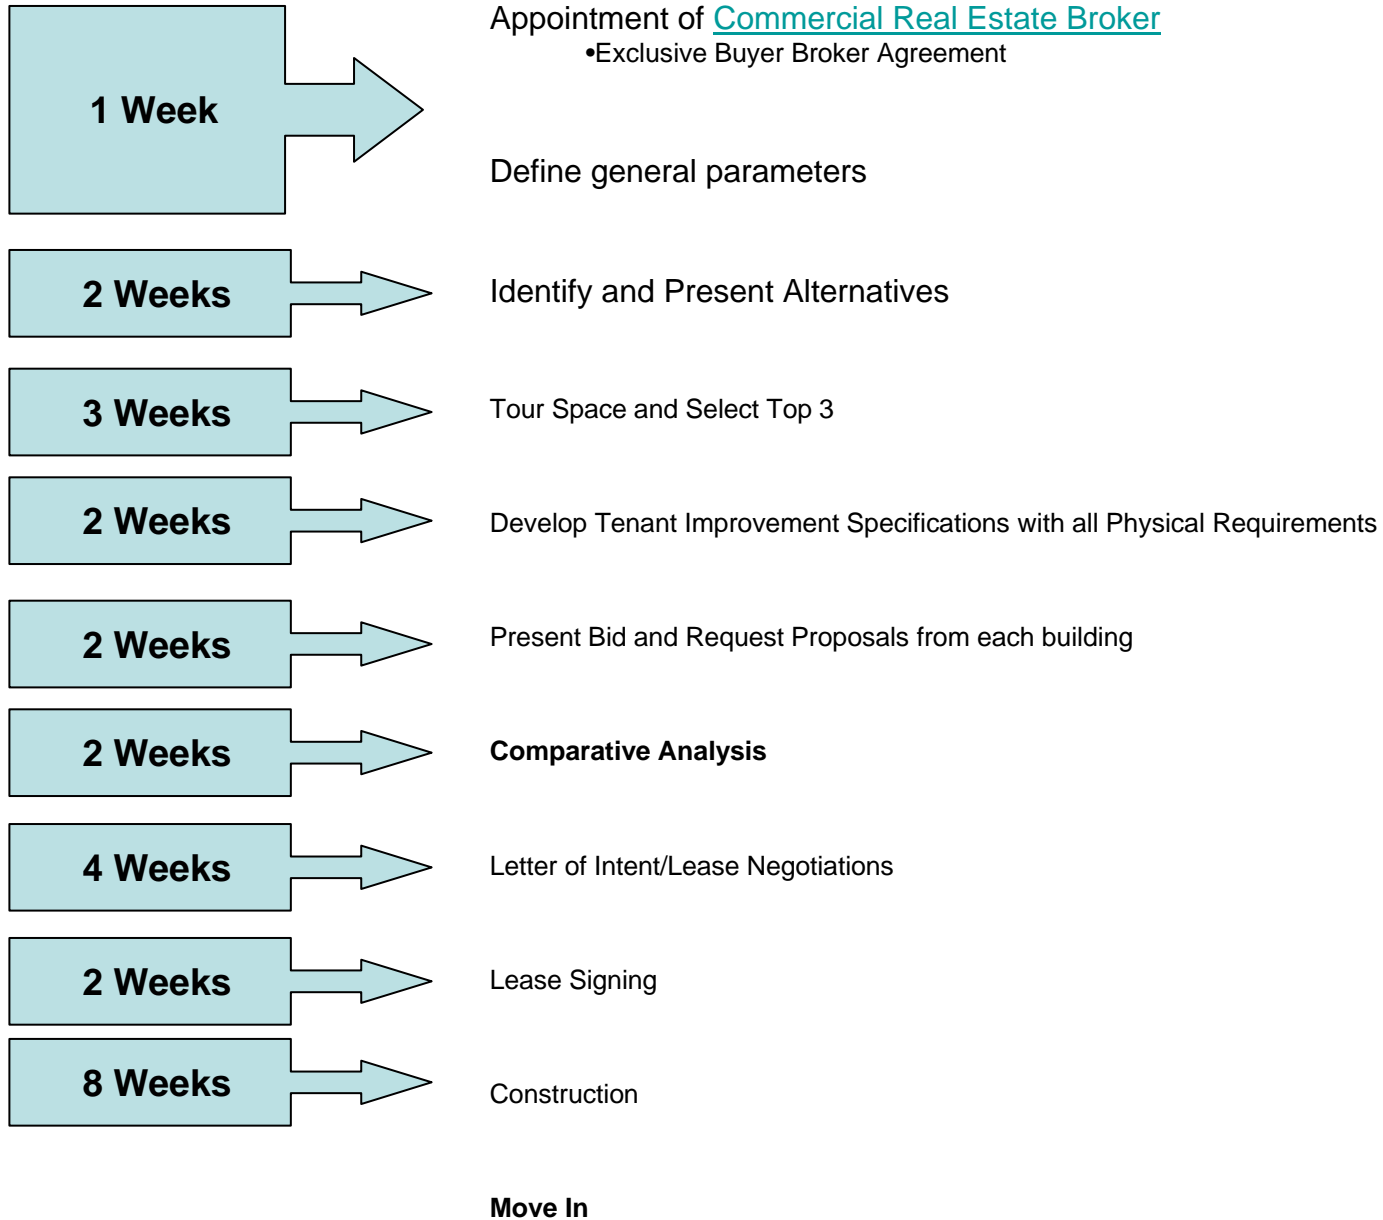 Appointment of Commercial Real Estate Broker
•Exclusive Buyer Broker Agreement
1 Week
Define general parameters
2 Weeks
Identify and Present Alternatives
3 Weeks
Tour Space and Select Top 3
2 Weeks
Develop Tenant Improvement Specifications with all Physical Requirements
2 Weeks
Present Bid and Request Proposals from each building
2 Weeks
Comparative Analysis
4 Weeks
Letter of Intent/Lease Negotiations
2 Weeks
Lease Signing
8 Weeks
Construction
Move In